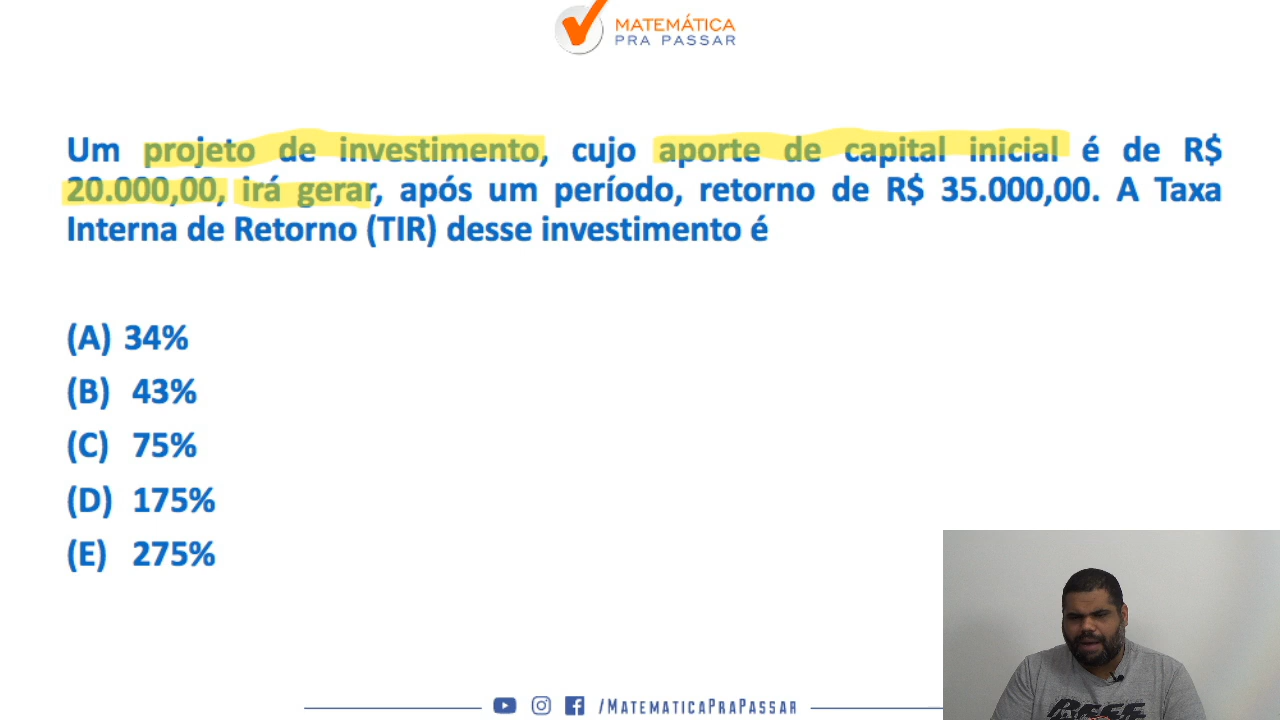 MATEMÁTICA
PRA PASSAR
Um projeto de investimento, cujo aporte de capital inicial é de R$
20.000,00, irá gerar, após um período, retorno de R$ 35.000,00. A Taxa
Interna de Retorno (TIR) desse investimento é
(A) 34%
(B) 43%
(C) 75%
(D) 175%
(E) 275%
/MATEMATICAPRAPASSAR